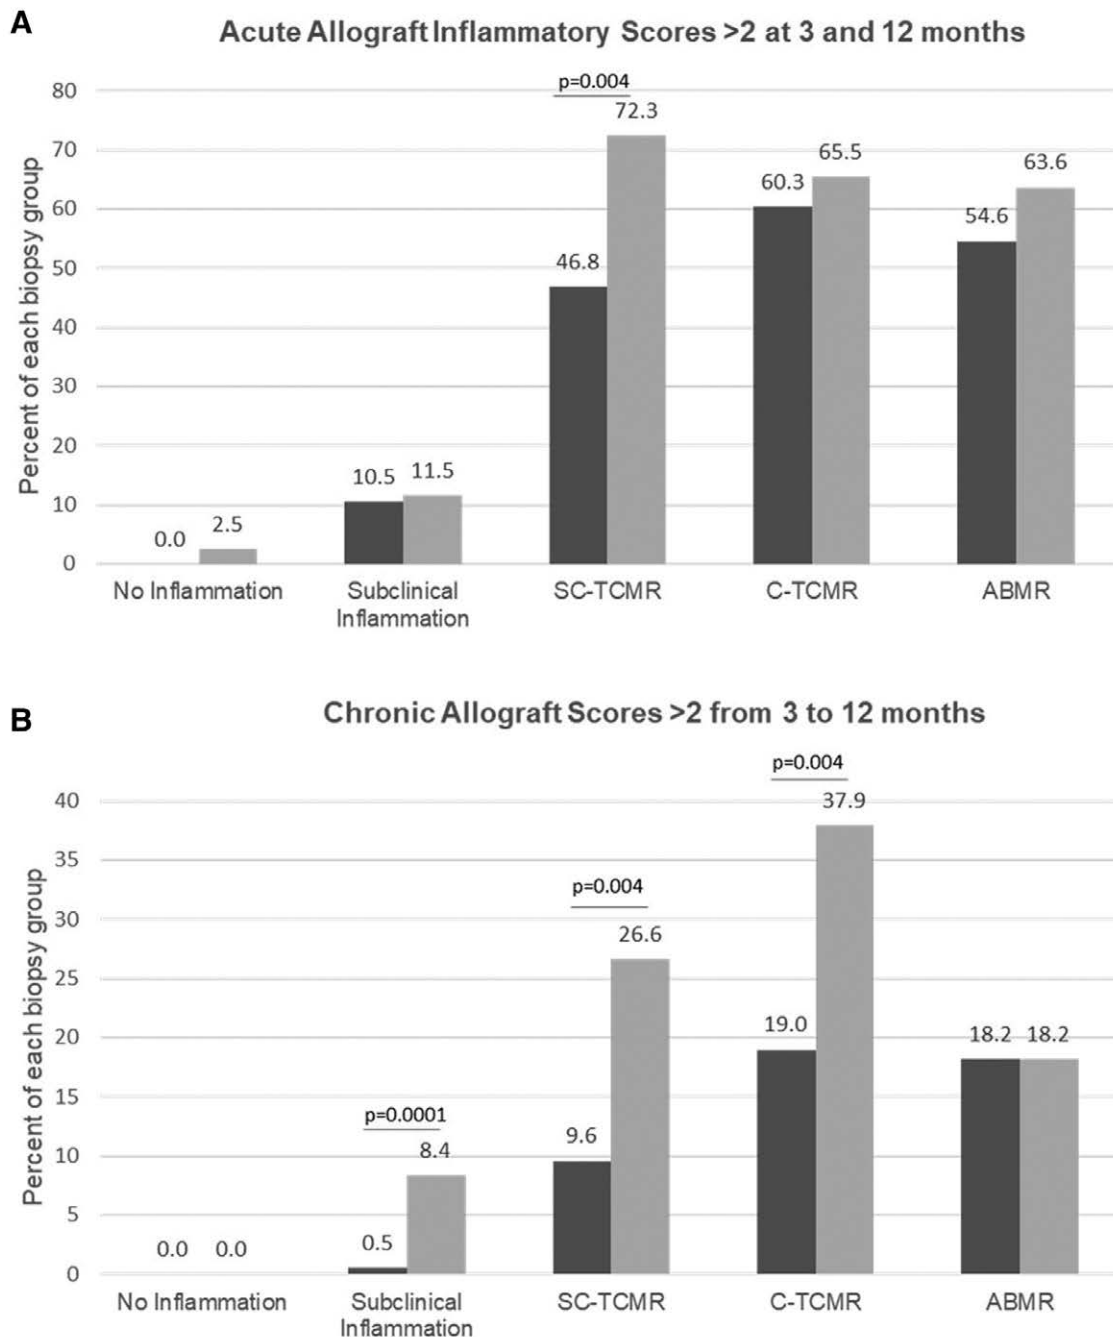 A
Acute Allograft Inflammatory Scores >2 at 3 and 12 months
Percent of each biopsy group
80
70
60
50
40
30
20
10
0
p=0.004
0.0
2.5
10.5
11.5
46.8
72.3
60.3
65.5
54.6
63.6
No Inflammation
Subclinical
Inflammation
SC-TCMR
C-TCMR
ABMR
B
Chronic Allograft Scores >2 from 3 to 12 months
Percent of each biopsy group
40
35
30
25
20
15
10
5
0
0.0
0.0
p=0.0001
0.5
8.4
p=0.004
9.6
26.6
p=0.004
19.0
37.9
18.2
18.2
No Inflammation
Subclinical
Inflammation
SC-TCMR
C-TCMR
ABMR